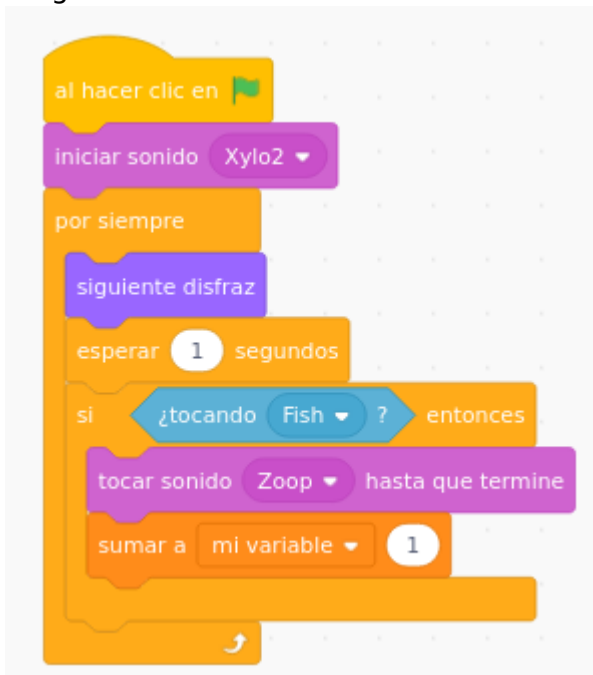 al hacer clic en
iniciar sonido Xylo2
por siempre
siguiente disfraz
esperar 1 segundos
si ¿tocando Fish ? entonces
tocar sonido Zoop hasta que termine
sumar a mi variable 1